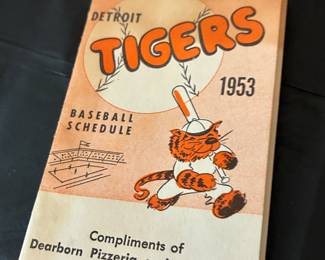 DETROIT
TIGERS
1953
BASEBALL
SCHEDULE
Compliments of
Dearborn Pizzeria